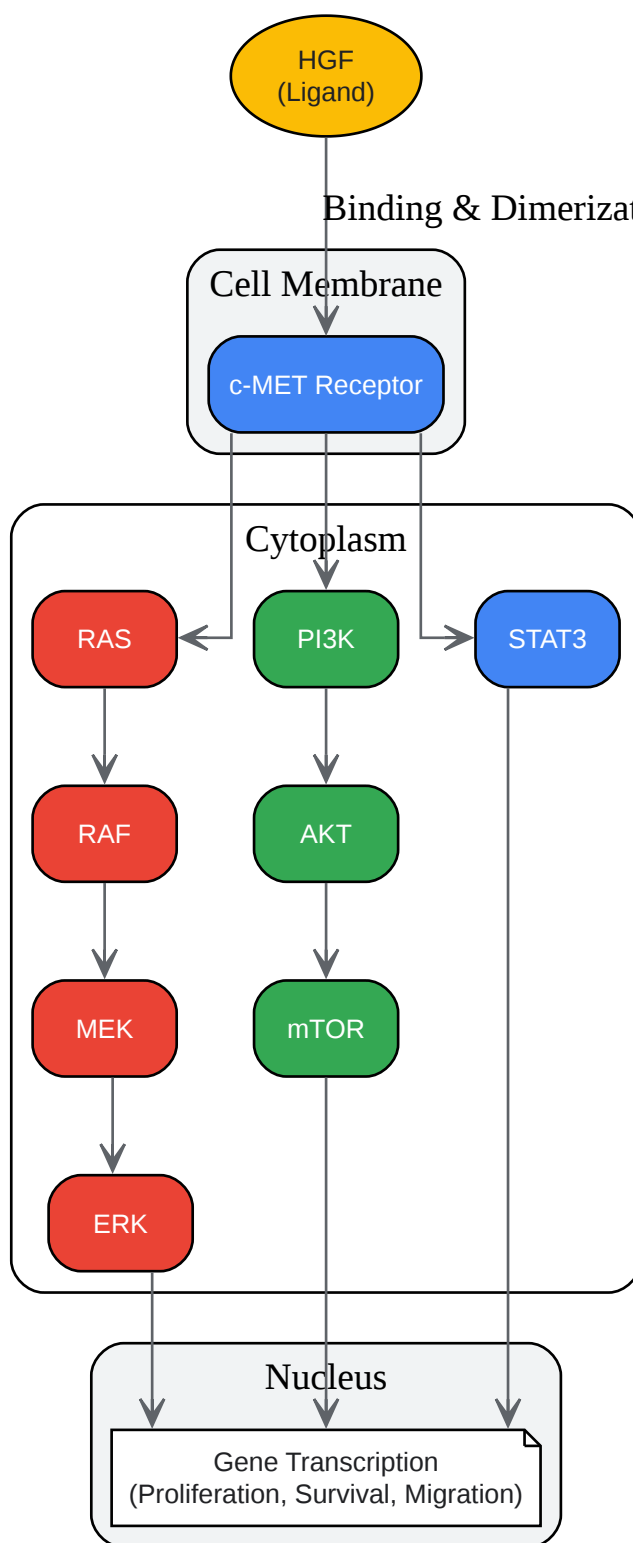 HGF
(Ligand)
Binding & Dimerizat
Cell Membrane
c-MET Receptor
Cytoplasm
RAS
PI3K
STAT3
RAF
AKT
MEK
mTOR
ERK
Nucleus
Gene Transcription
(Proliferation, Survival, Migration)